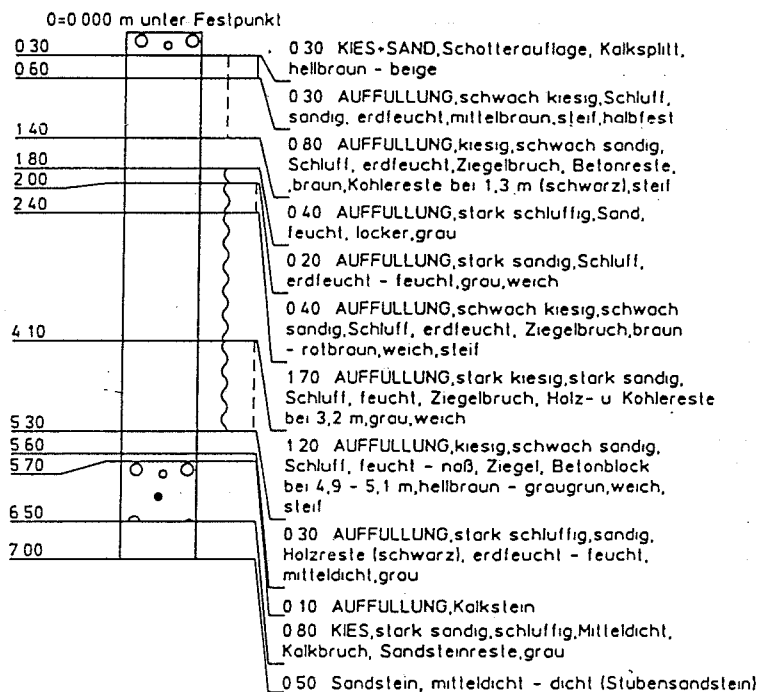 0=0 000 m unter Festpunkt
0 30
0 60
1 40
1 80
2 00
2 40
4 10
5 30
5 60
5 70
6 50
7 00
0 30 KIES+SAND,Schotterauflage, Kalksplitt,
hellbraun - beige
0 30 AUFFULLUNG,schwach kiesig,Schluff,
sandig, erdfeucht,mittelbraun,steif,halbfest
0 80 AUFFULLUNG,kiesig,schwach sandig,
Schluff, erdfeucht,Ziegelbruch, Betonreste,
,braun,Kohlereste bei 1,3 m (schwarz),steif
0 40 AUFFULLUNG,stark schluffig,Sand,
feucht, locker,grau
0 20 AUFFULLUNG,stark sandig,Schluff,
erdfeucht - feucht,grau,weich
0 40 AUFFULLUNG,schwach kiesig,schwach
sandig,Schluff, erdfeucht, Ziegelbruch,braun
- rotbraun,weich,steif
1 70 AUFFULLUNG,stark kiesig,stark sandig,
Schluff, feucht, Ziegelbruch, Holz- u Kohlereste
bei 3,2 m,grau,weich
1 20 AUFFULLUNG,kiesig,schwach sandig,
Schluff, feucht - naß, Ziegel, Betonblock
bei 4,9 - 5,1 m,hellbraun - graugrun,weich,
steif
0 30 AUFFULLUNG,stark schluffig,sandig,
Holzreste (schwarz), erdfeucht - feucht,
mitteldicht,grau
0 10 AUFFULLUNG,Kalkstein
0 80 KIES,stark sandig,schluffig,Mitteldicht,
Kalkbruch, Sandsteinreste,grau
0 50 Sandstein, mitteldicht - dicht (Stubensandstein)